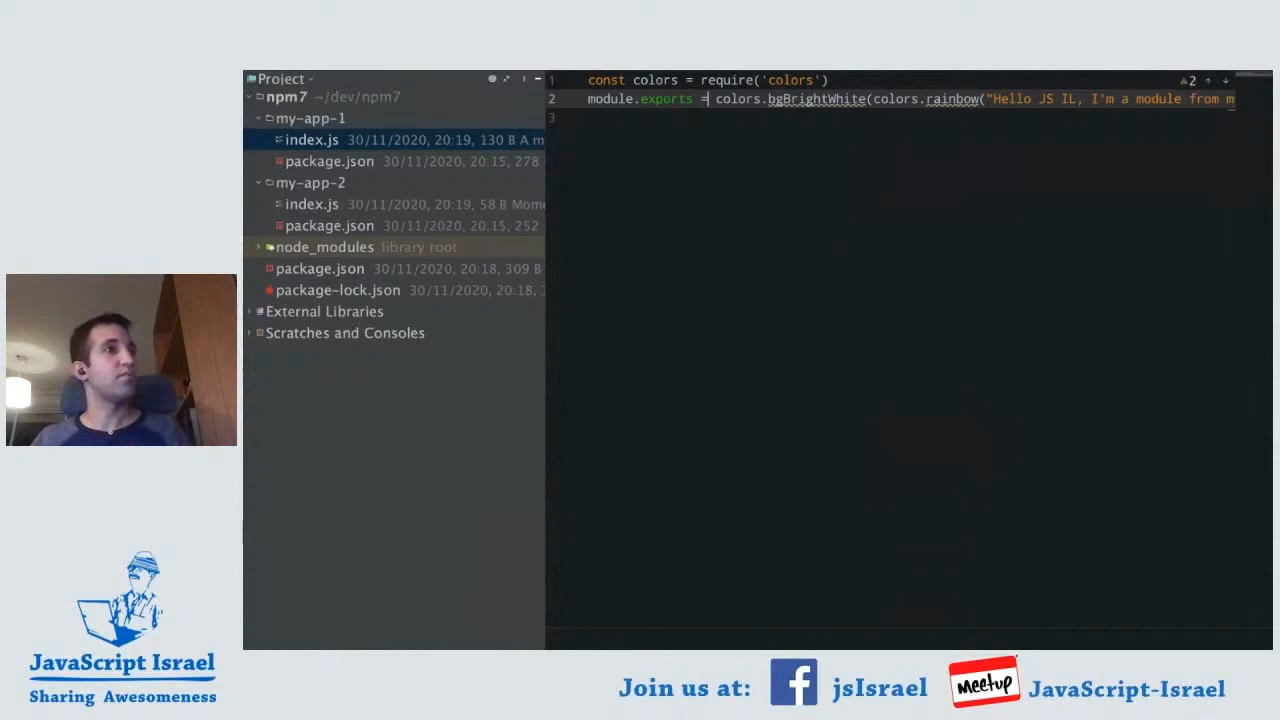 Project
npm7 ~/dev/npm7
my-app-1
index.js 30/11/2020, 20:19, 130 B A m
package.json 30/11/2020, 20:15, 278
my-app-2
index.js 30/11/2020, 20:19, 58 B Mome
package.json 30/11/2020, 20:15, 252
node_modules library root
package.json 30/11/2020, 20:18, 309 B
package-lock.json 30/11/2020, 20:18,
External Libraries
Scratches and Consoles
1 const colors = require('colors')
2 module.exports = colors.bgBrightWhite(colors.rainbow("Hello JS IL, I'm a module from m
3
2
JavaScript Israel
Sharing Awesomeness
Join us at: f jsIsrael meetup JavaScript-Israel